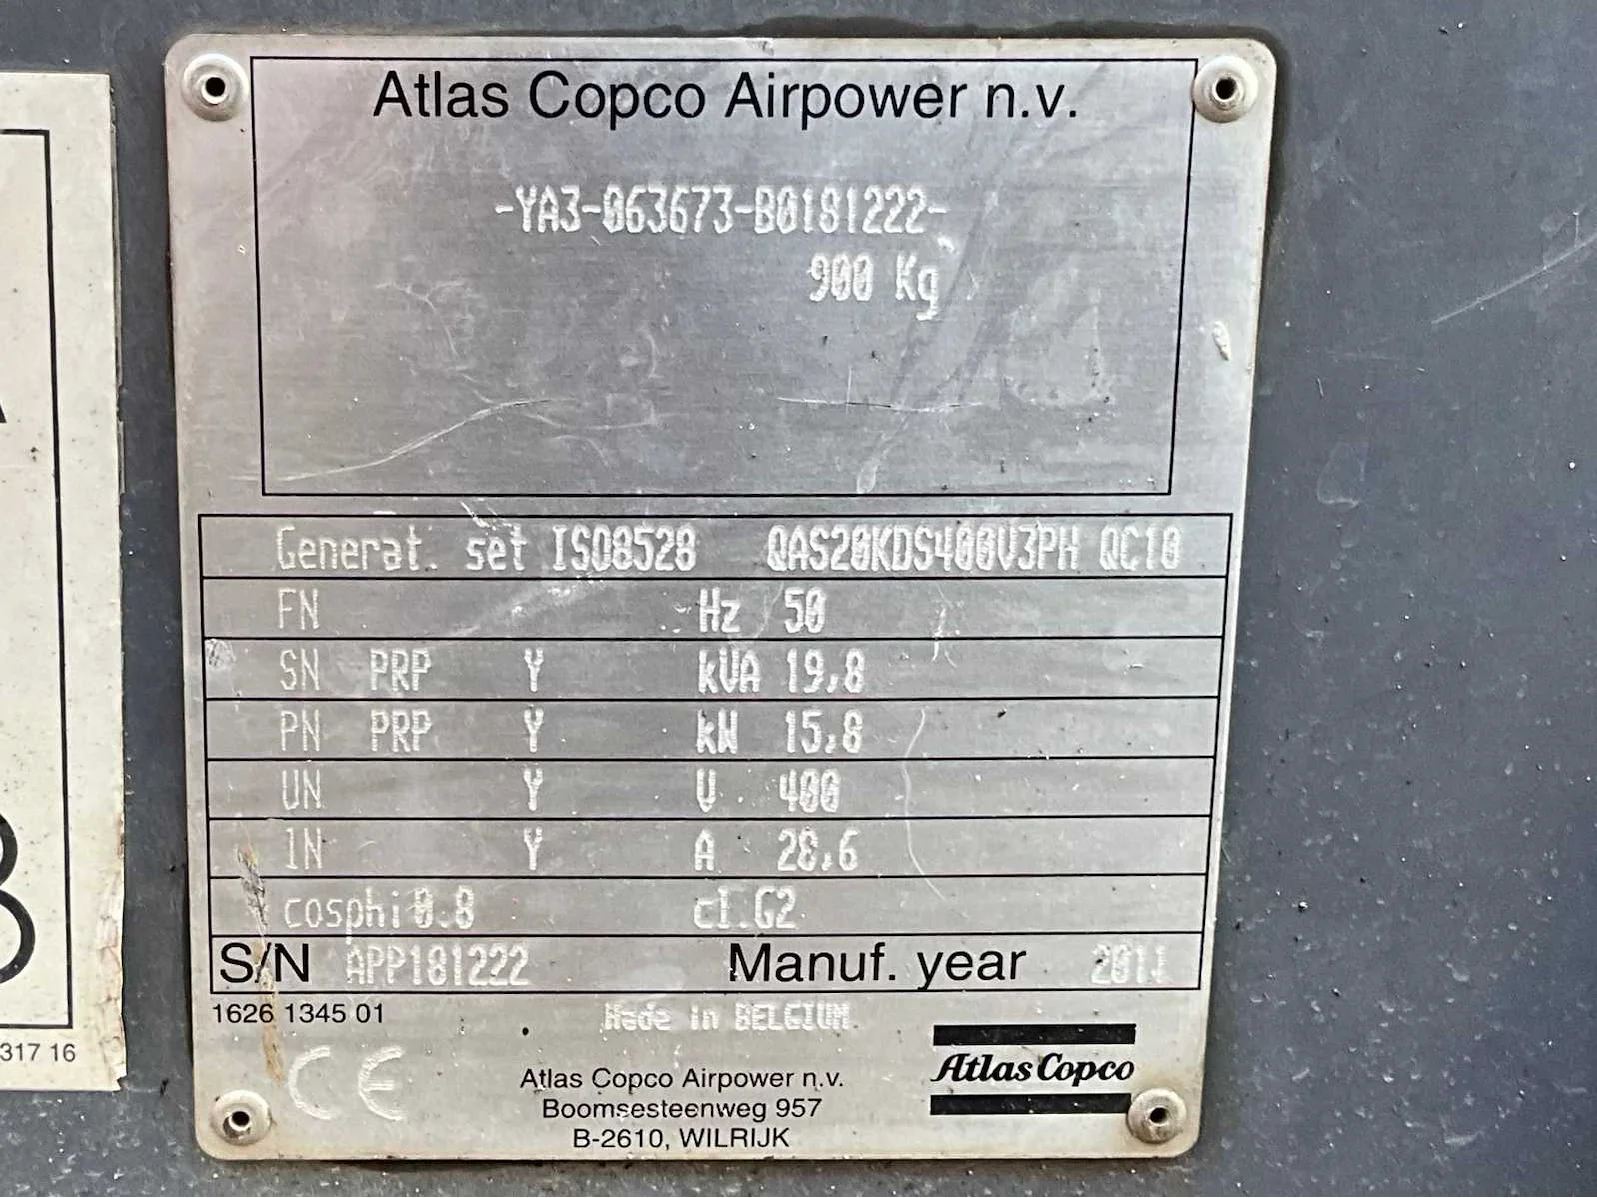 Atlas Copco Airpower n.v.
-YA3-063673-B0181222-
900 Kg
Generat. set ISO8528 QAS20KDS400V3PH QC10
FN Hz 50
SN PRP Y kVA 19,8
PN PRP Y kW 15,8
UN Y V 400
IN Y A 28,6
cosphi 0.8 cl.G2
S/N APP181222 Manuf. year 2011
1626 1345 01
Made in BELGIUM
CE
Atlas Copco Airpower n.v.
Boomsesteenweg 957
B-2610, WILRIJK
Atlas Copco
317 16